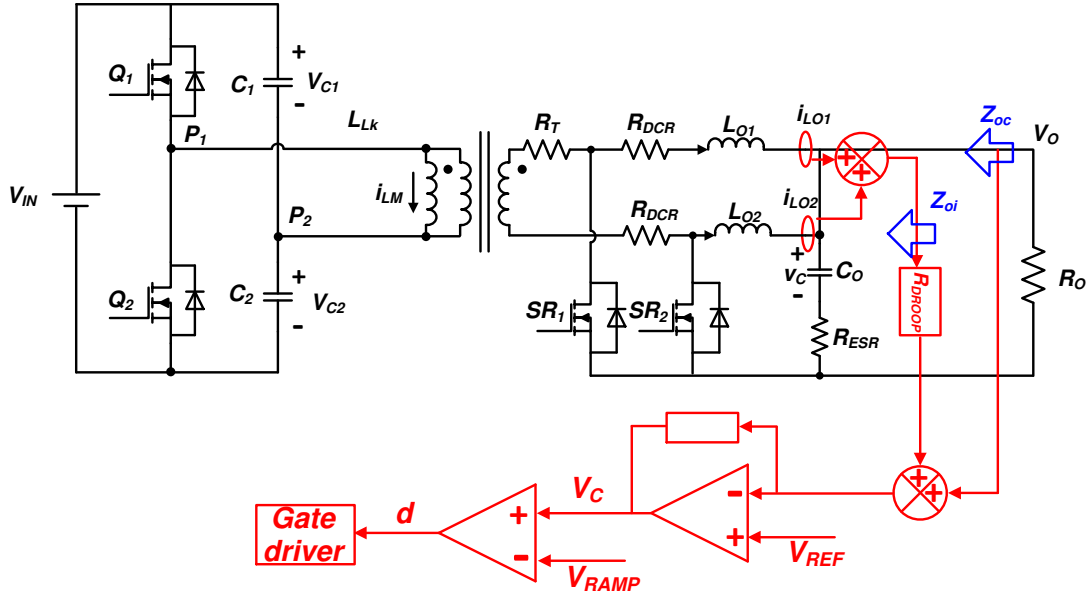 Q1
C1
+
VC1
-
P1
LLk
VIN
iLM
P2
Q2
C2
+
VC2
-
RT
RDCR
LO1
iLO1
+
+
Zoc
VO
RDCR
LO2
iLO2
Zoi
+
vC
-
CO
RESR
RDROOP
RO
SR1
SR2
+
+
VC
-
+
VREF
Gate
driver
d
+
-
VRAMP